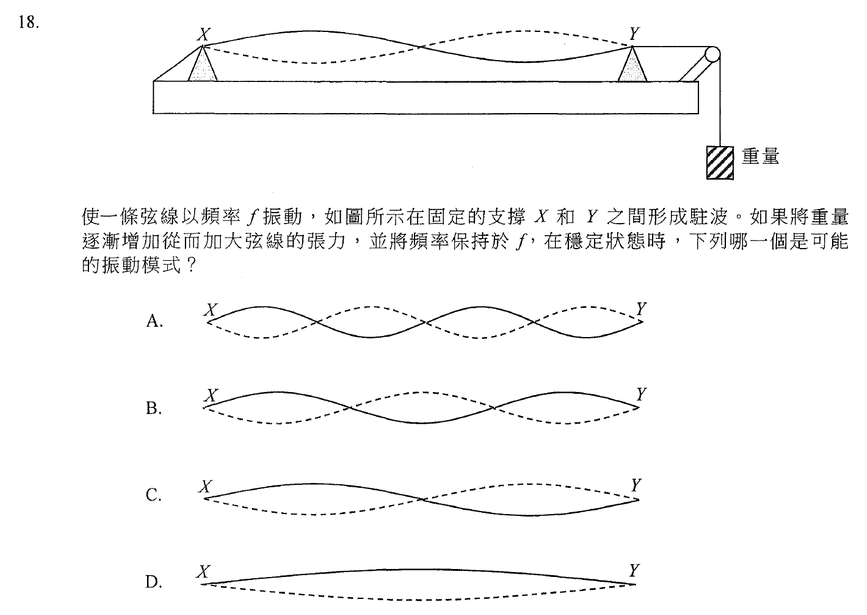 18.
X
Y
重量
使一條弦線以頻率 f 振動，如圖所示在固定的支撐 X 和 Y 之間形成駐波。如果將重量
逐漸增加從而加大弦線的張力，並將頻率保持於 f，在穩定狀態時，下列哪一個是可能
的振動模式？
A.
X
Y
B.
X
Y
C.
X
Y
D.
X
Y